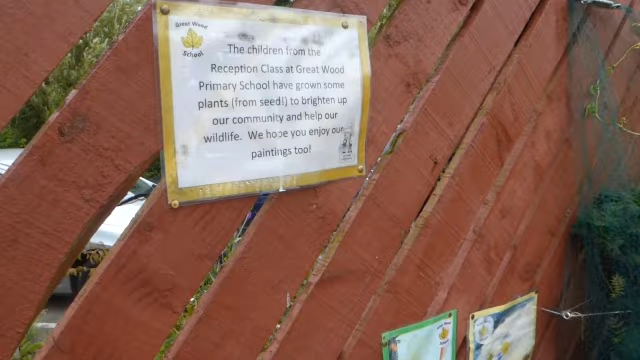 Great Wood
School
The children from the
Reception Class at Great Wood
Primary School have grown some
plants (from seed!) to brighten up
our community and help our
wildlife. We hope you enjoy our
paintings too!